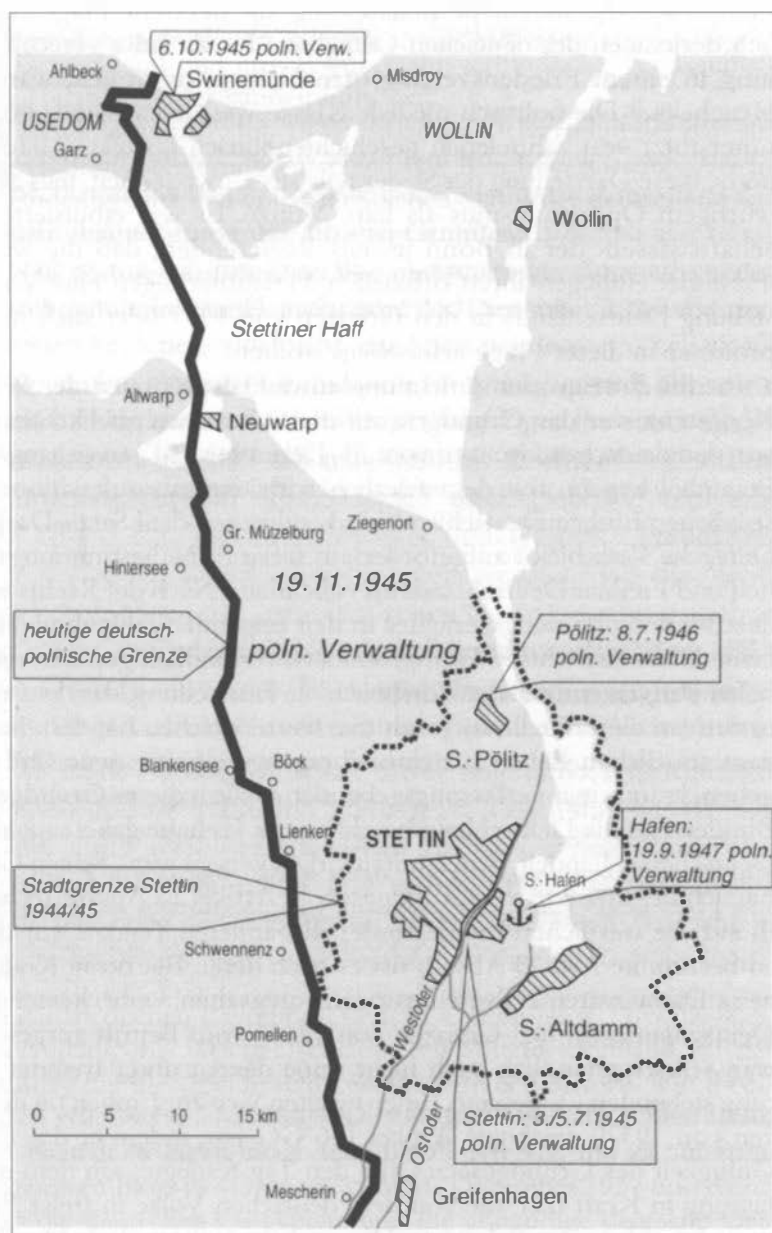 6.10.1945 poln. Verw.
Ahlbeck
Swinemünde
Misdroy
USEDOM
Garz
WOLLIN
Wollin
Stettiner Haff
Altwarp
Neuwarp
Ziegenort
Gr. Mützelburg
Hintersee
19.11.1945
poln. Verwaltung
heutige deutsch-
polnische Grenze
Pölitz: 8.7.1946
poln. Verwaltung
S.-Pölitz
Blankensee
Böck
Lienken
STETTIN
Hafen:
19.9.1947 poln.
Verwaltung
S.-Hafen
Stadtgrenze Stettin
1944/45
Schwennenz
S.-Altdamm
Westoder
Pomellen
0 5 10 15 km
Stettin: 3./5.7.1945
poln. Verwaltung
Ostoder
Mescherin
Greifenhagen